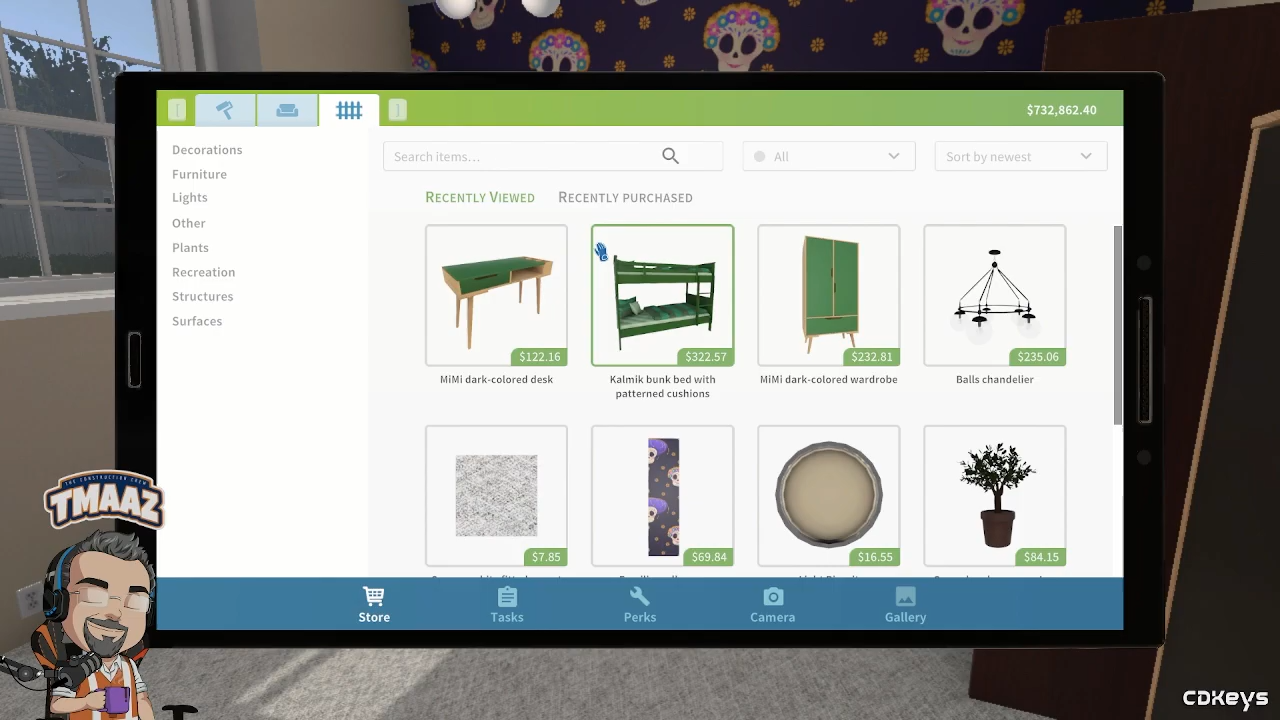 $732,862.40
Decorations
Furniture
Lights
Other
Plants
Recreation
Structures
Surfaces
Search items...
All
Sort by newest
RECENTLY VIEWED
RECENTLY PURCHASED
$122.16
$322.57
$232.81
$235.06
MiMi dark-colored desk
Kalmik bunk bed with
patterned cushions
MiMi dark-colored wardrobe
Balls chandelier
$7.85
$69.84
$16.55
$84.15
Store
Tasks
Perks
Camera
Gallery
THE CONSTRUCTION CREW
TMAAZ
CDKeys